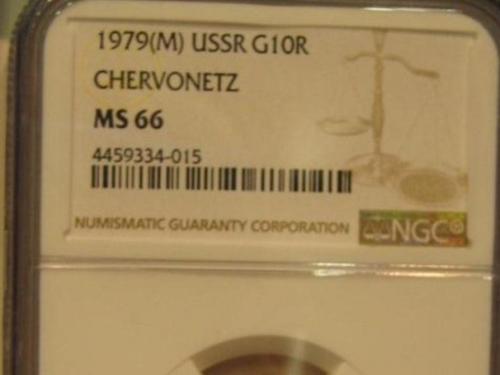 1979(M) USSR G10R
CHERVONETZ
MS 66
4459334-015
NUMISMATIC GUARANTY CORPORATION
NGC®